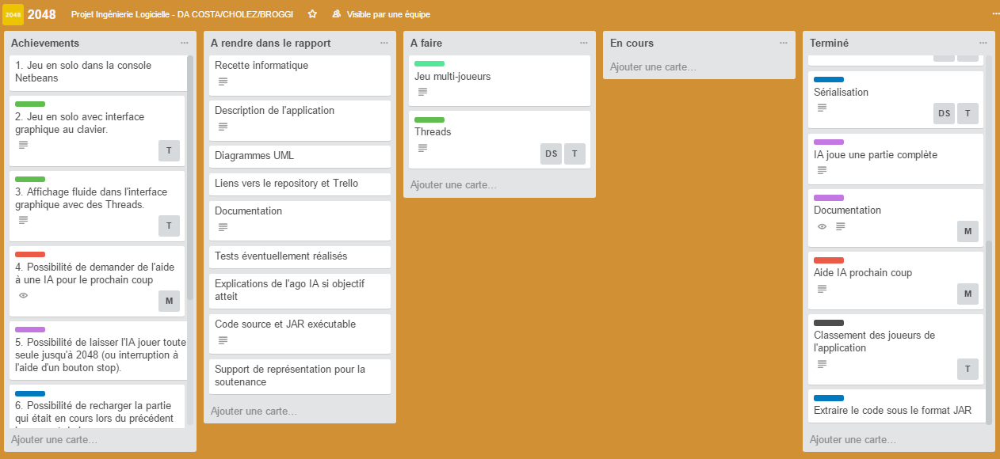 2048 2048 Projet Ingénierie Logicielle - DA COSTA/CHOLEZ/BROGGI Visible par une équipe ...
Achievements ...
1. Jeu en solo dans la console
Netbeans
2. Jeu en solo avec interface
graphique au clavier.
T
3. Affichage fluide dans l'interface
graphique avec des Threads.
T
4. Possibilité de demander de l'aide
à une IA pour le prochain coup
M
5. Possibilité de laisser l'IA jouer toute
seule jusqu'à 2048 (ou interruption à
l'aide d'un bouton stop).
6. Possibilité de recharger la partie
qui était en cours lors du précédent
Ajouter une carte...
A rendre dans le rapport ...
Recette informatique
Description de l'application
Diagrammes UML
Liens vers le repository et Trello
Documentation
Tests éventuellement réalisés
Explications de l'ago IA si objectif
atteit
Code source et JAR exécutable
Support de représentation pour la
soutenance
Ajouter une carte...
A faire ...
Jeu multi-joueurs
Threads
DS T
Ajouter une carte...
En cours ...
Ajouter une carte...
Terminé ...
Sérialisation
DS T
IA joue une partie complète
Documentation
M
Aide IA prochain coup
M
Classement des joueurs de
l'application
T
Extraire le code sous le format JAR
Ajouter une carte...